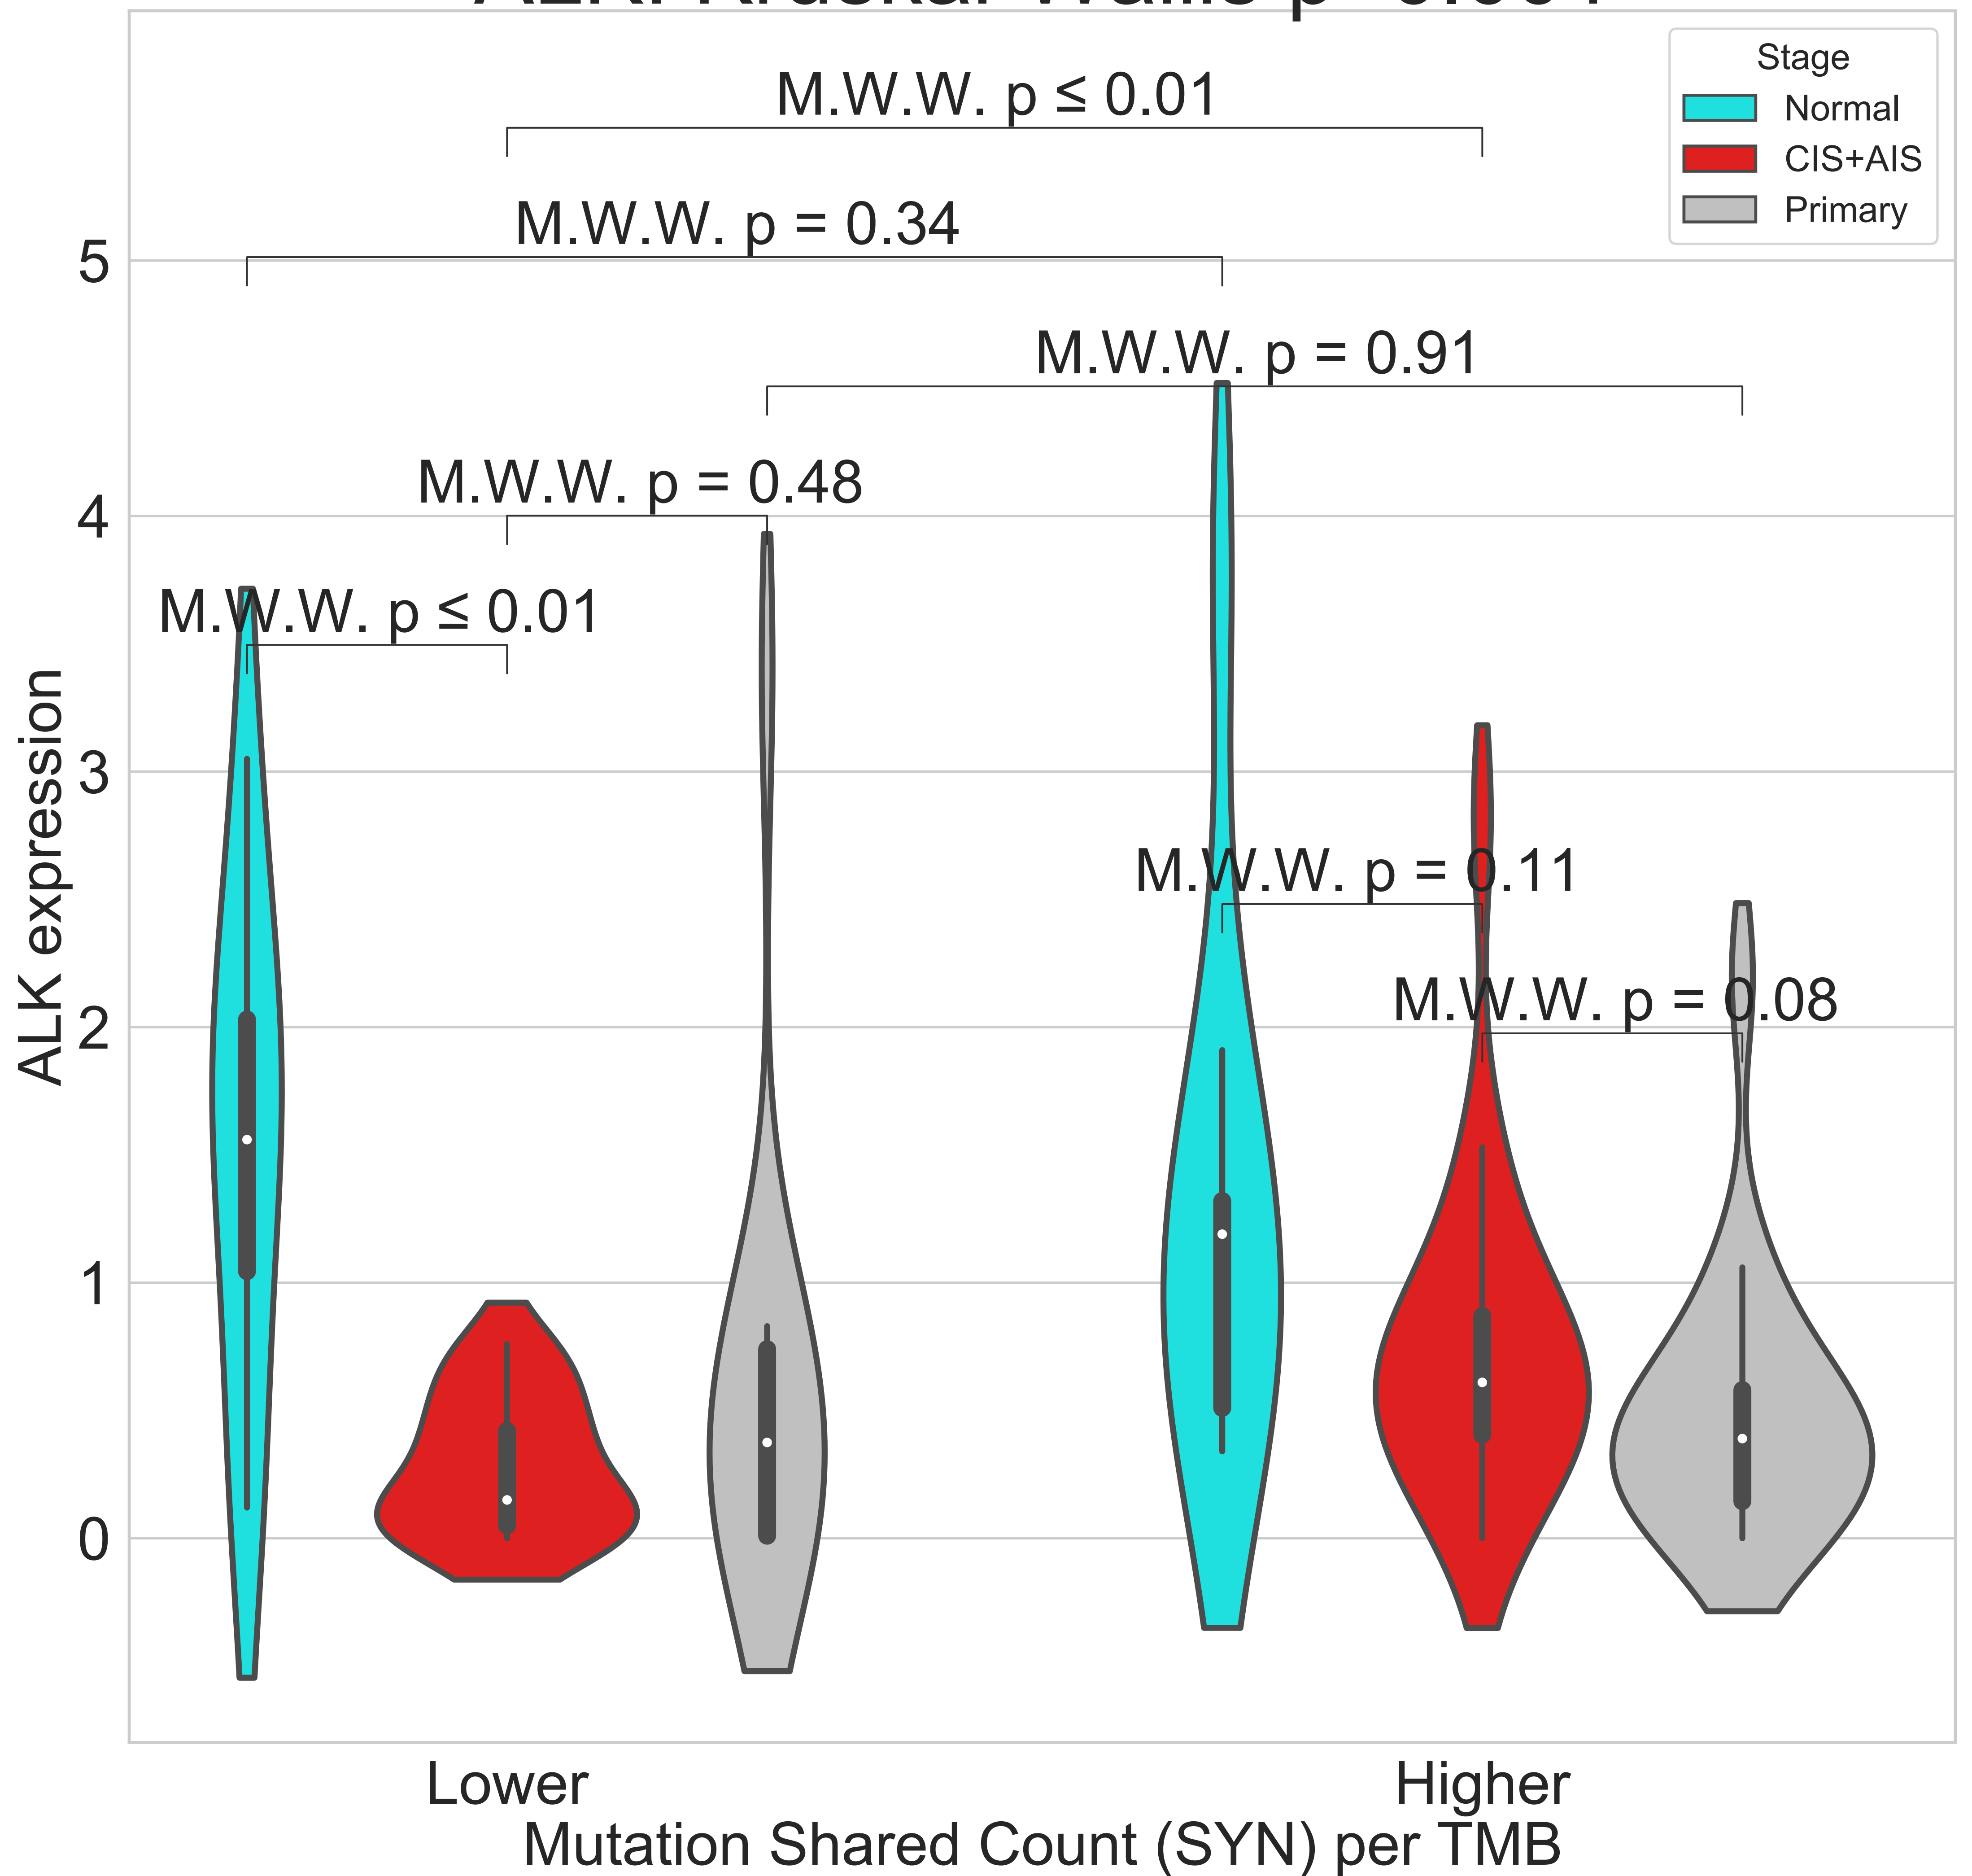 Stage
Normal
CIS+AIS
Primary
M.W.W. p ≤ 0.01
M.W.W. p = 0.34
M.W.W. p = 0.91
M.W.W. p = 0.48
M.W.W. p ≤ 0.01
M.W.W. p = 0.11
M.W.W. p = 0.08
ALK expression
5
4
3
2
1
0
Lower
Higher
Mutation Shared Count (SYN) per TMB